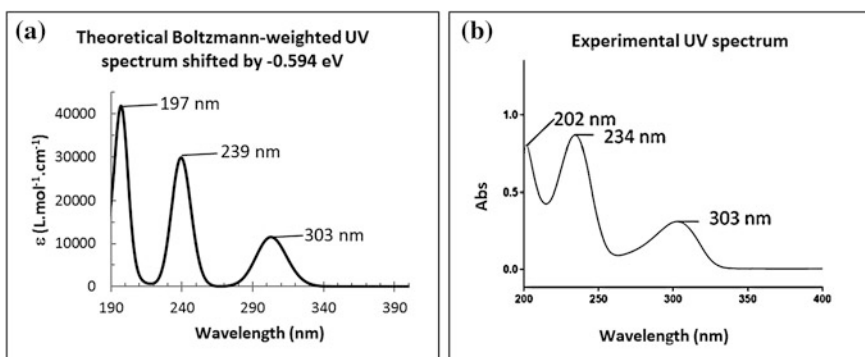 (a)
Theoretical Boltzmann-weighted UV
spectrum shifted by -0.594 eV
197 nm
239 nm
303 nm
ε (L.mol⁻¹.cm⁻¹)
40000
30000
20000
10000
0
190 240 290 340 390
Wavelength (nm)
(b)
Experimental UV spectrum
202 nm
234 nm
303 nm
Abs
1.0
0.5
0.0
200 250 300 350 400
Wavelength (nm)